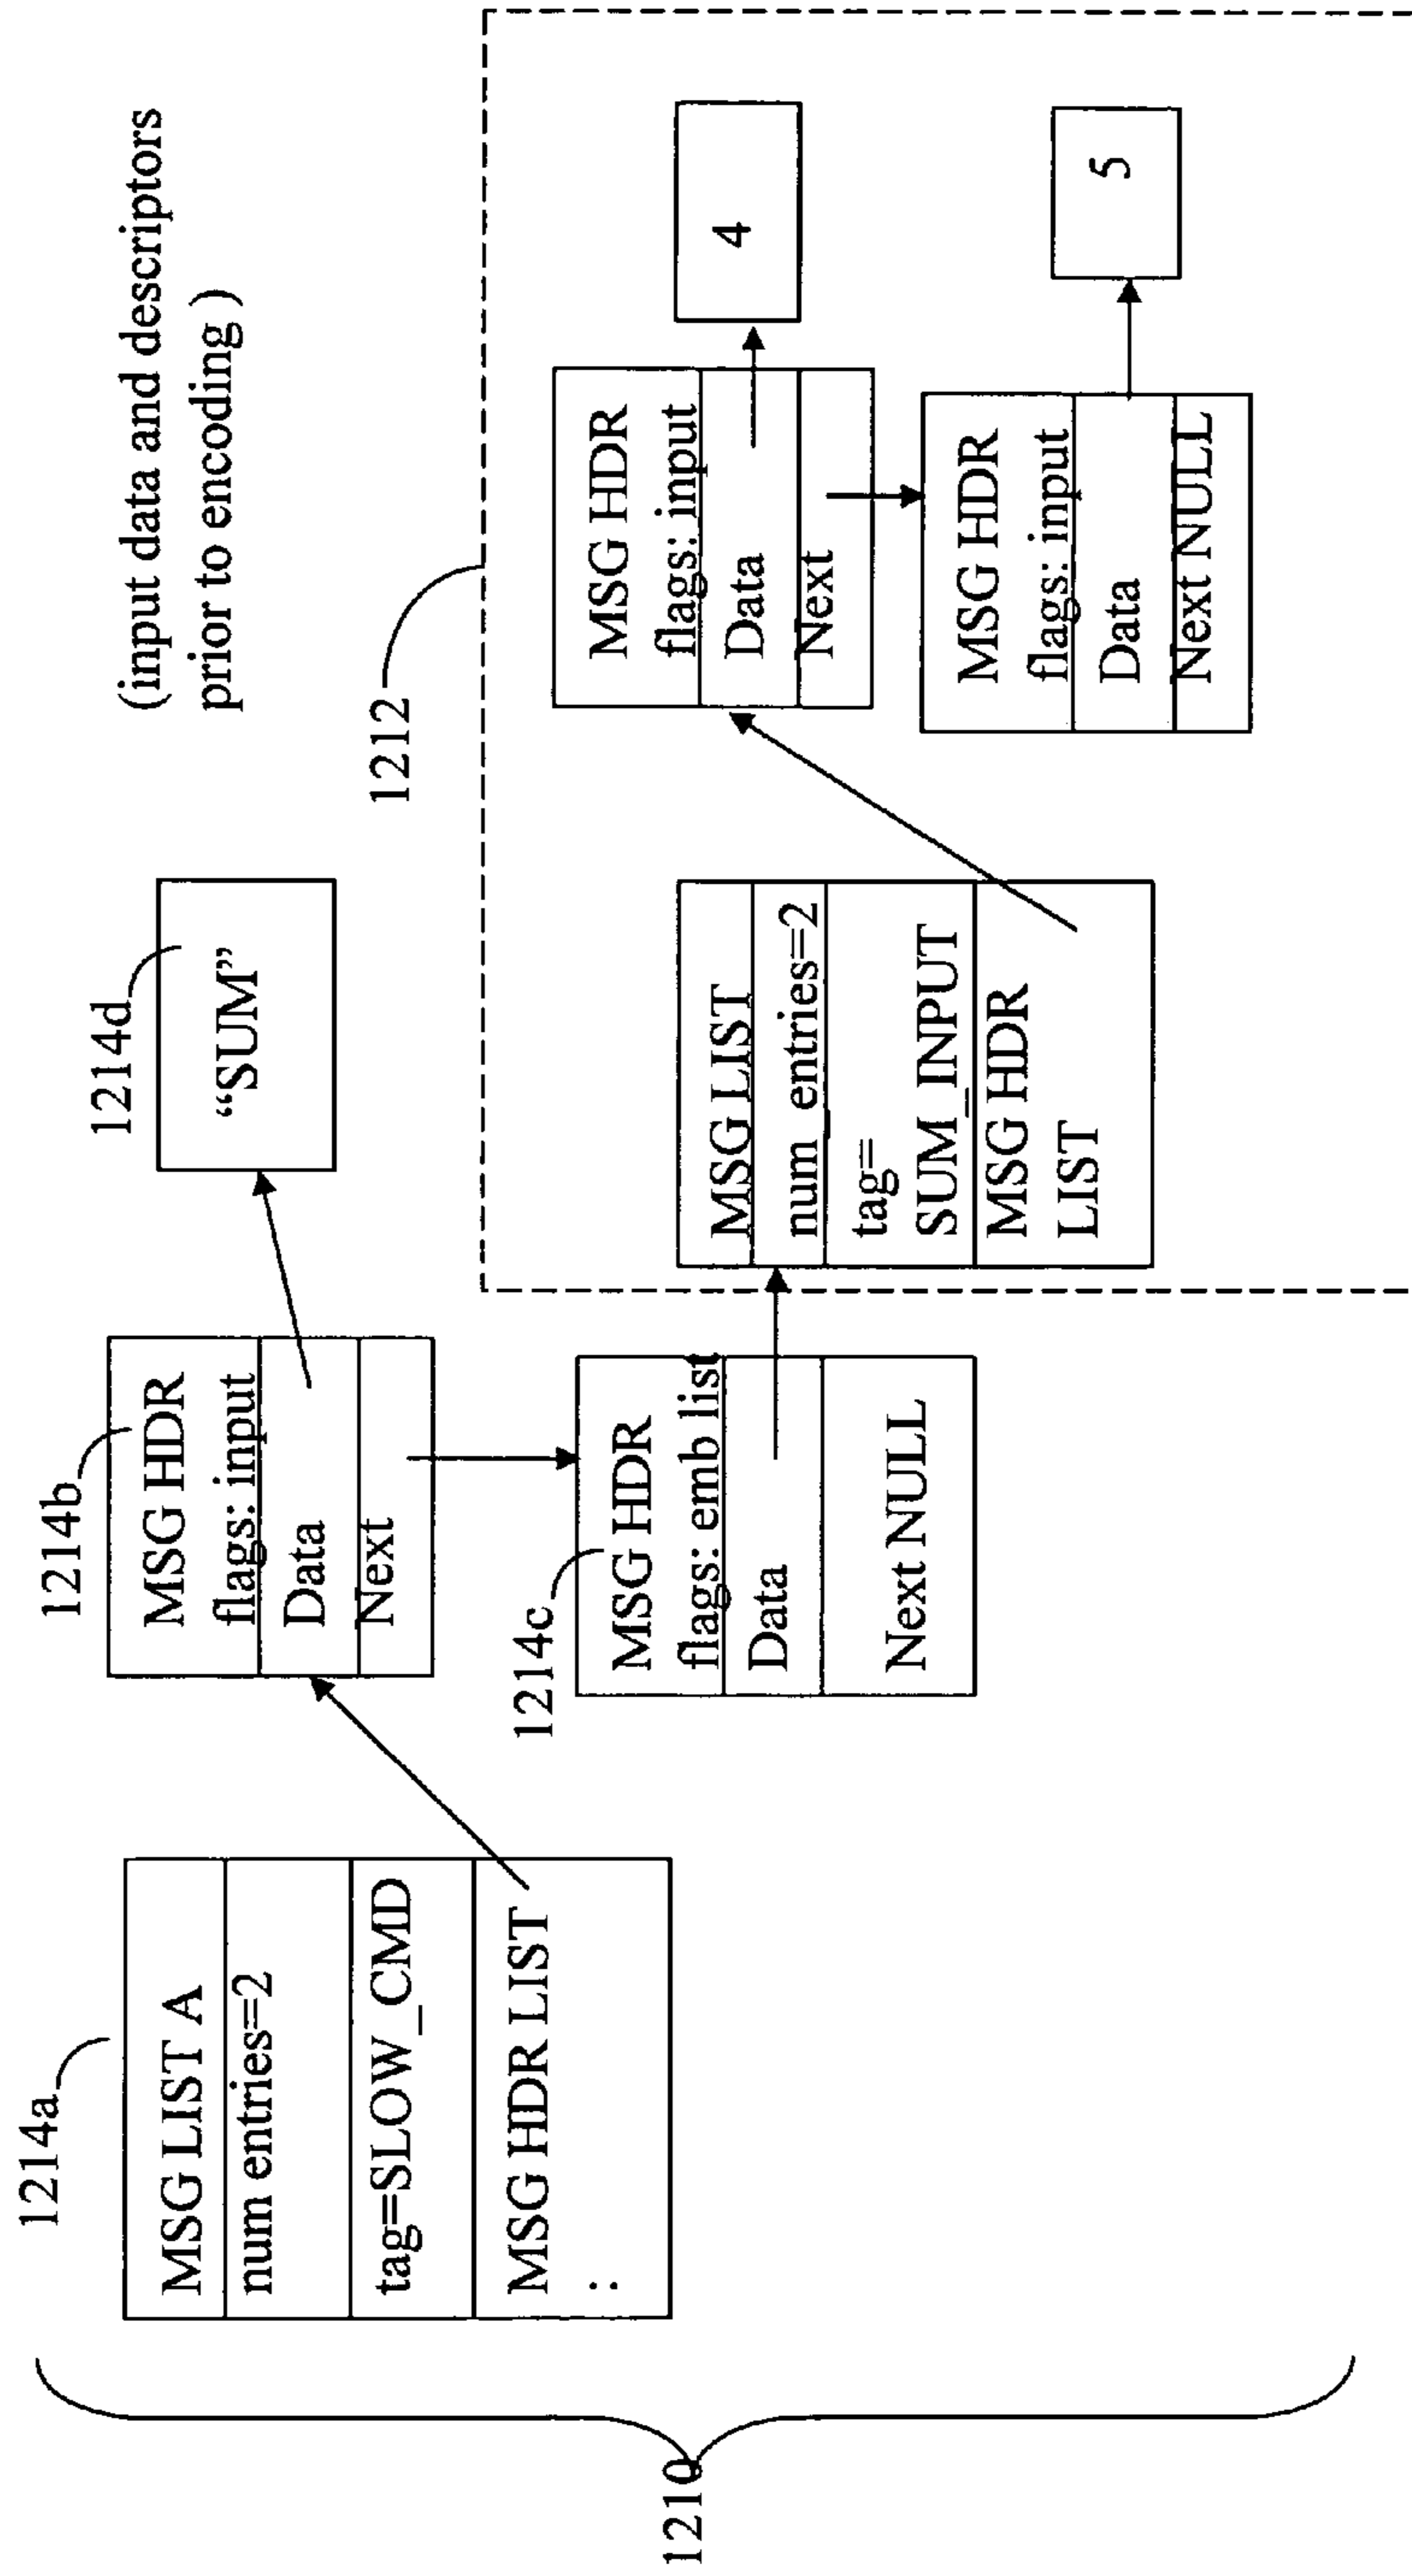 (input data and descriptors
prior to encoding )
1210
1214a
MSG LIST A
num entries=2
tag=SLOW_CMD
MSG HDR LIST
:
1214b
MSG HDR
flags: input
Data
Next
1214d
“SUM”
1214c
MSG HDR
flags: emb list
Data
Next NULL
1212
MSG LIST
num_entries=2
tag=
SUM_INPUT
MSG HDR
LIST
MSG HDR
flags: input
Data
Next
4
MSG HDR
flags: input
Data
Next NULL
5